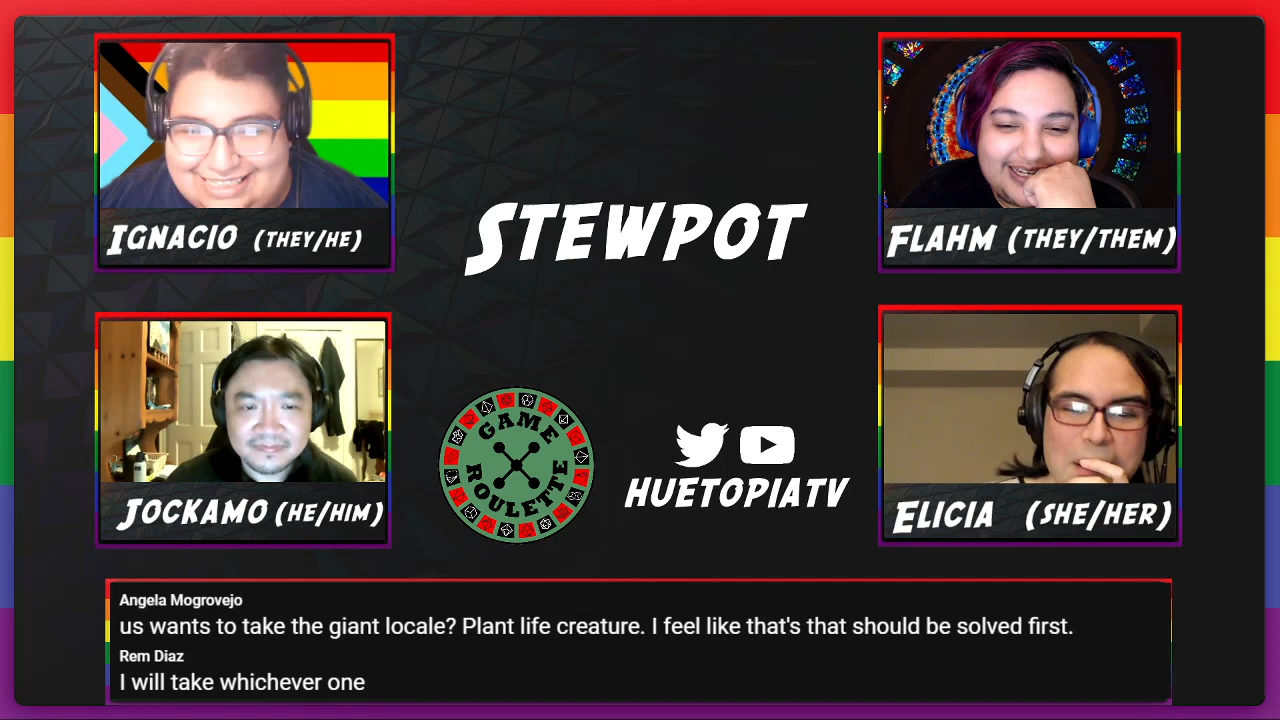 IGNACIO (THEY/HE)
FLAHM (THEY/THEM)
STEWPOT
JOCKAMO (HE/HIM)
GAME
ROULETTE
HUETOPIATV
ELICIA (SHE/HER)
Angela Mogrovejo
us wants to take the giant locale? Plant life creature. I feel like that's that should be solved first.
Rem Diaz
I will take whichever one